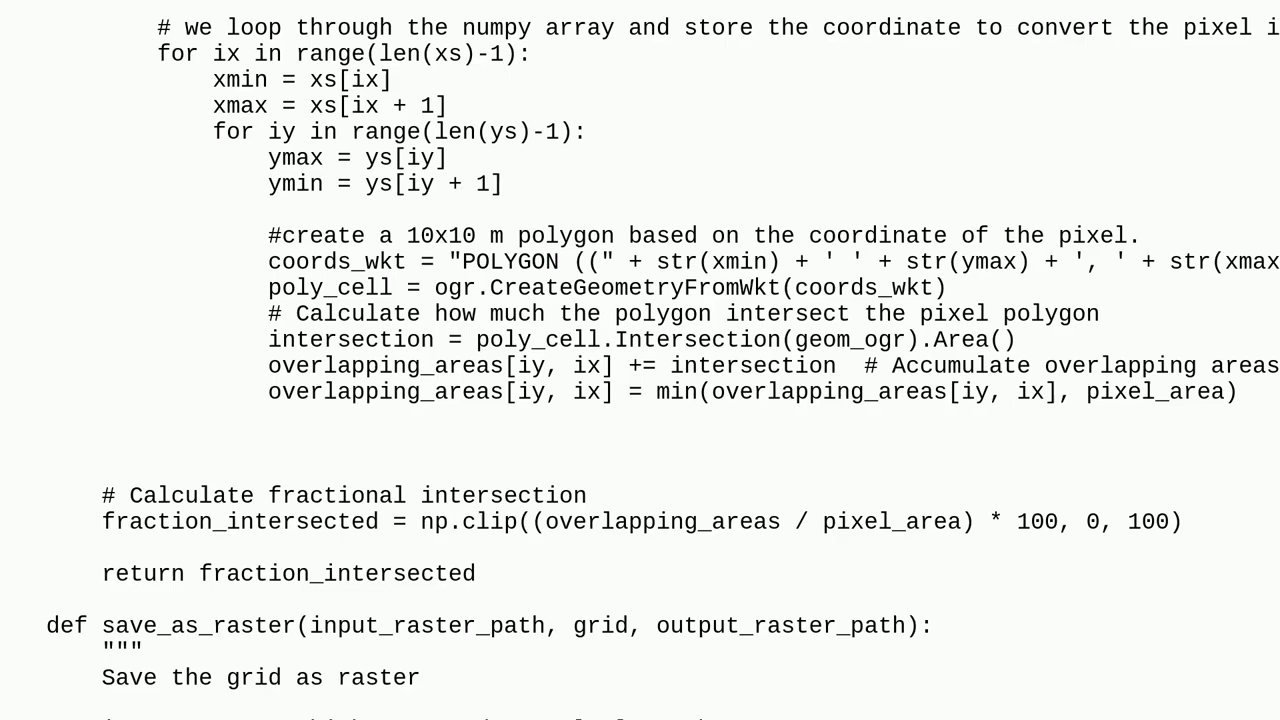 # we loop through the numpy array and store the coordinate to convert the pixel
for ix in range(len(xs)-1):
xmin = xs[ix]
xmax = xs[ix + 1]
for iy in range(len(ys)-1):
ymax = ys[iy]
ymin = ys[iy + 1]
#create a 10x10 m polygon based on the coordinate of the pixel.
coords_wkt = "POLYGON ((" + str(xmin) + ' ' + str(ymax) + ', ' + str(xmax
poly_cell = ogr.CreateGeometryFromWkt(coords_wkt)
# Calculate how much the polygon intersect the pixel polygon
intersection = poly_cell.Intersection(geom_ogr).Area()
overlapping_areas[iy, ix] += intersection  # Accumulate overlapping areas
overlapping_areas[iy, ix] = min(overlapping_areas[iy, ix], pixel_area)
# Calculate fractional intersection
fraction_intersected = np.clip((overlapping_areas / pixel_area) * 100, 0, 100)
return fraction_intersected
def save_as_raster(input_raster_path, grid, output_raster_path):
"""
Save the grid as raster